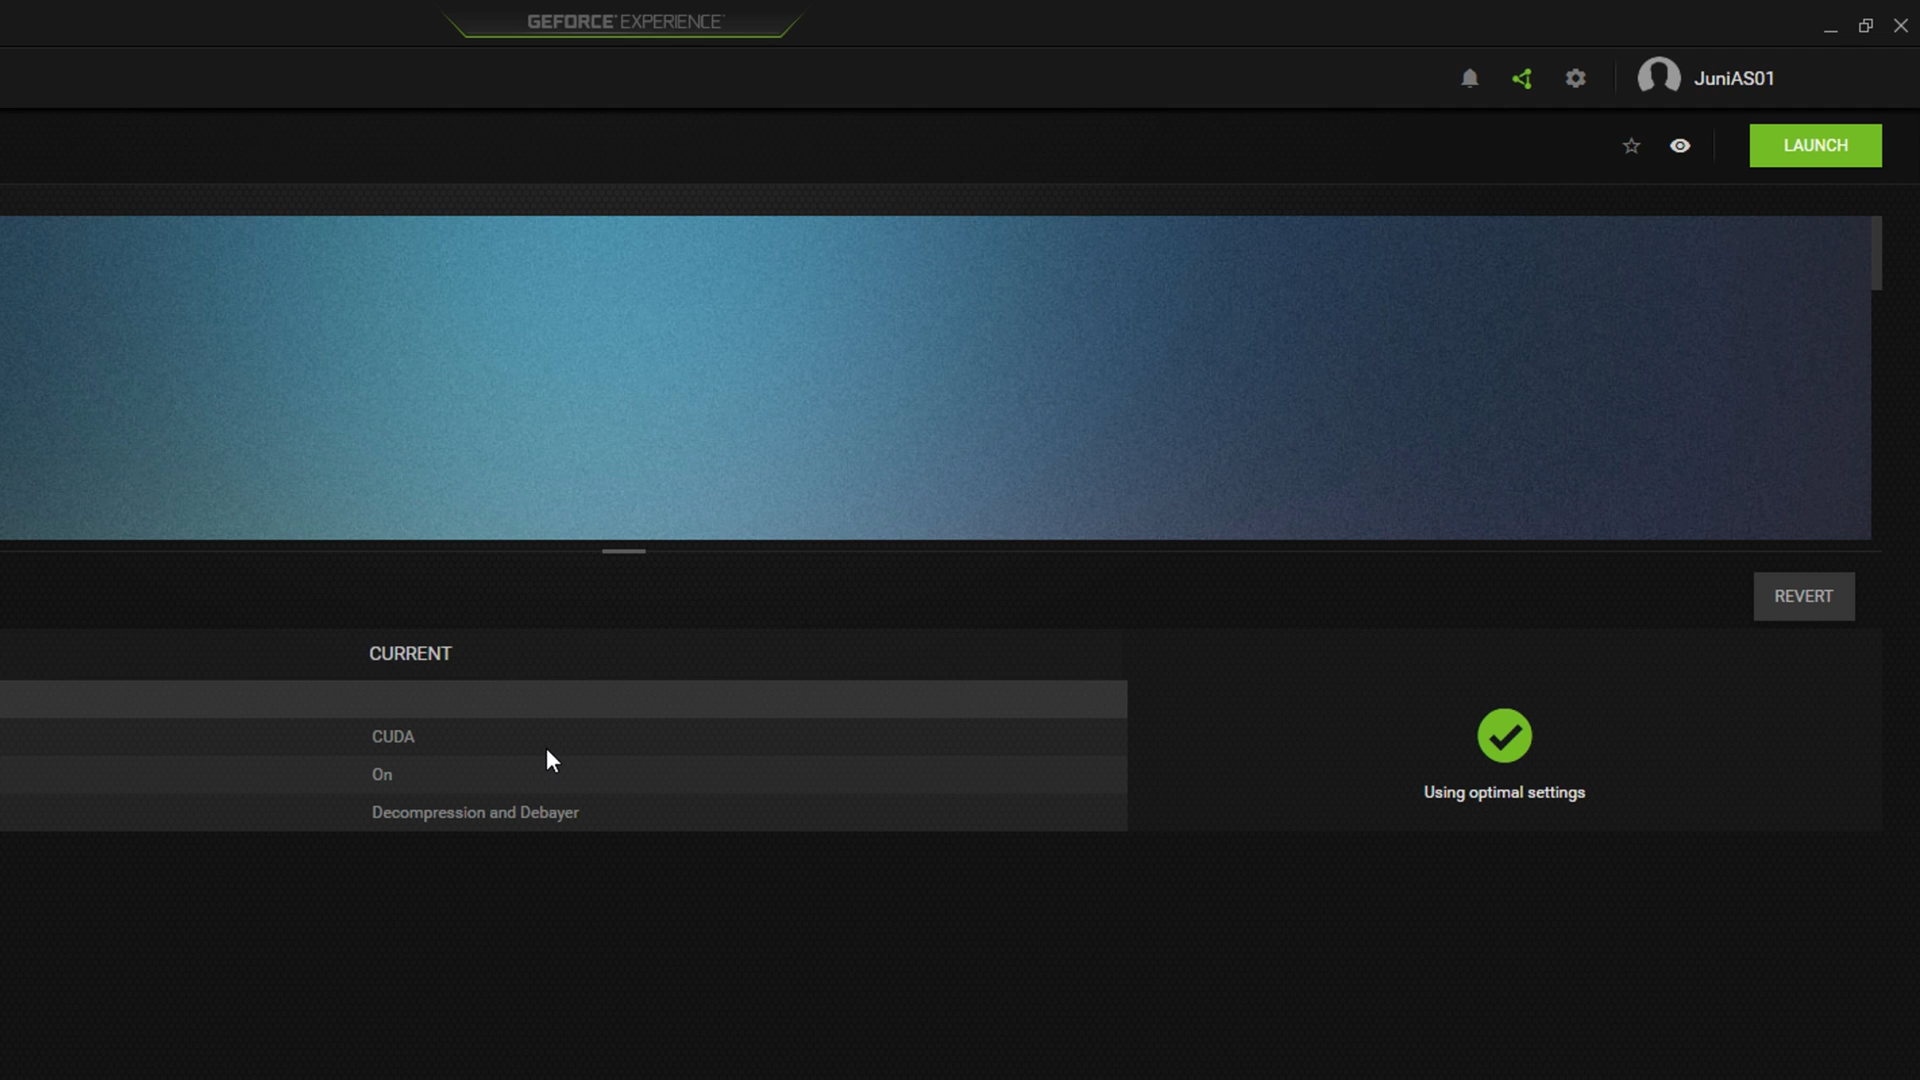 GEFORCE EXPERIENCE
JuniAS01
LAUNCH
REVERT
CURRENT
CUDA
On
Decompression and Debayer
Using optimal settings